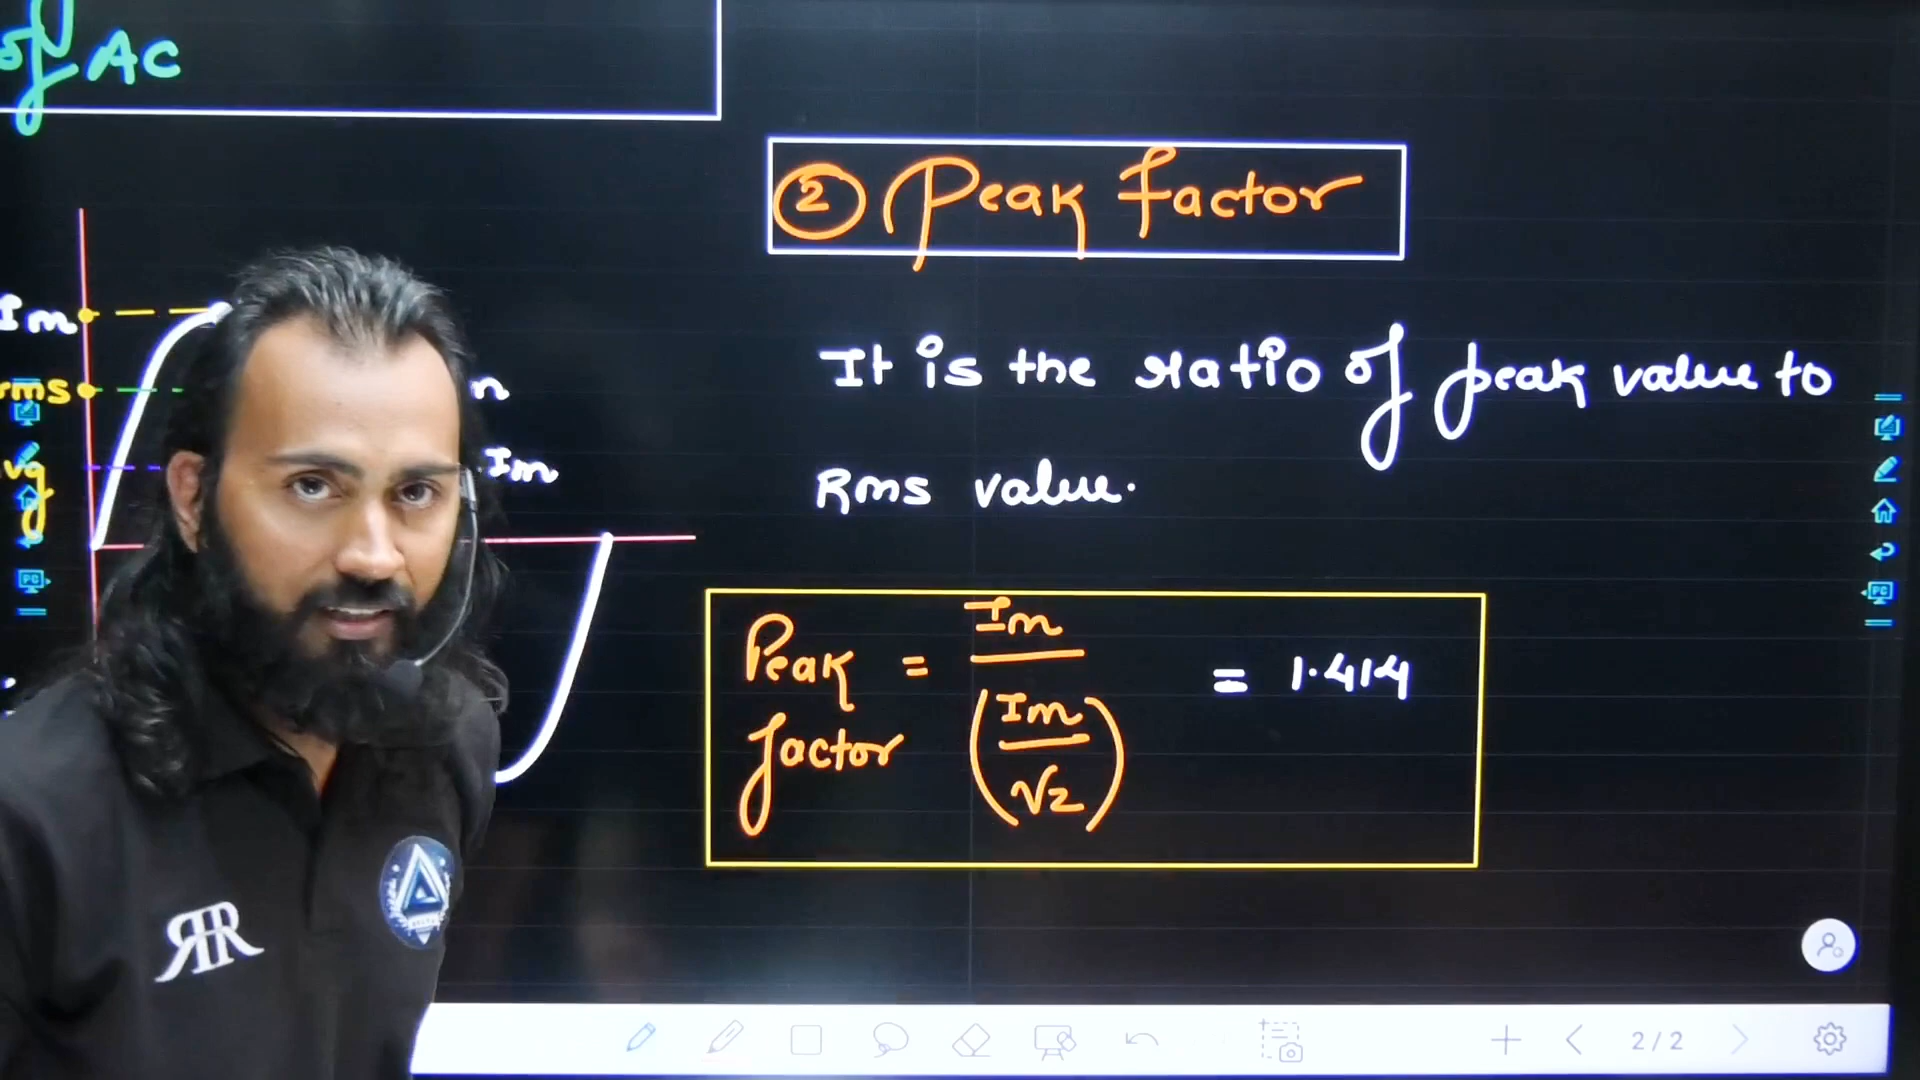 of AC
② Peak factor
Im
rms
Im
It is the ratio of peak value to
Rms value.
Peak factor = Im / (Im / √2) = 1.414
RR
2/2